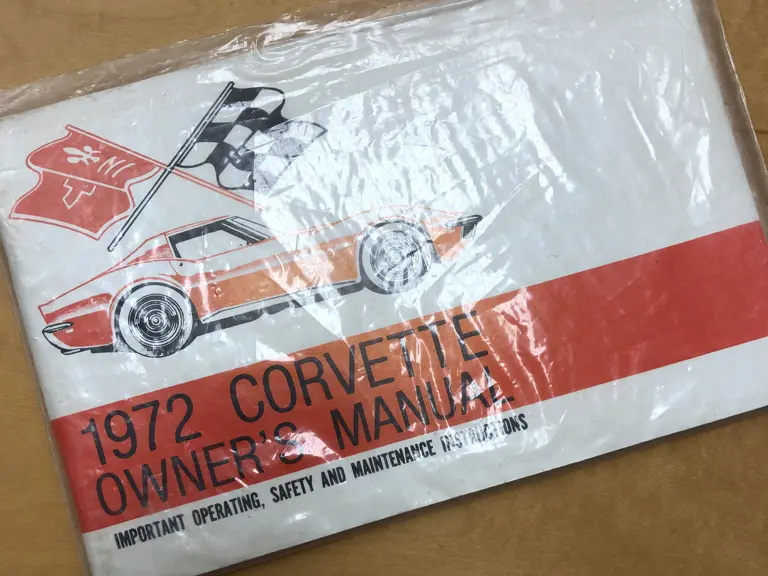 1972 CORVETTE
OWNER'S MANUAL
IMPORTANT OPERATING, SAFETY AND MAINTENANCE INSTRUCTIONS